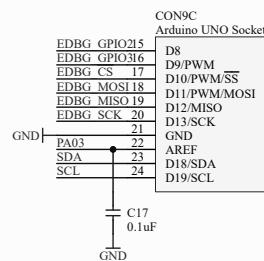 CON9C
Arduino UNO Socket
EDBG_GPIO2 15 D8
EDBG_GPIO3 16 D9/PWM
EDBG_CS 17 D10/PWM/SS
EDBG_MOSI 18 D11/PWM/MOSI
EDBG_MISO 19 D12/MISO
EDBG_SCK 20 D13/SCK
GND 21 GND
PA03 22 AREF
SDA 23 D18/SDA
SCL 24 D19/SCL
C17
0.1uF
GND